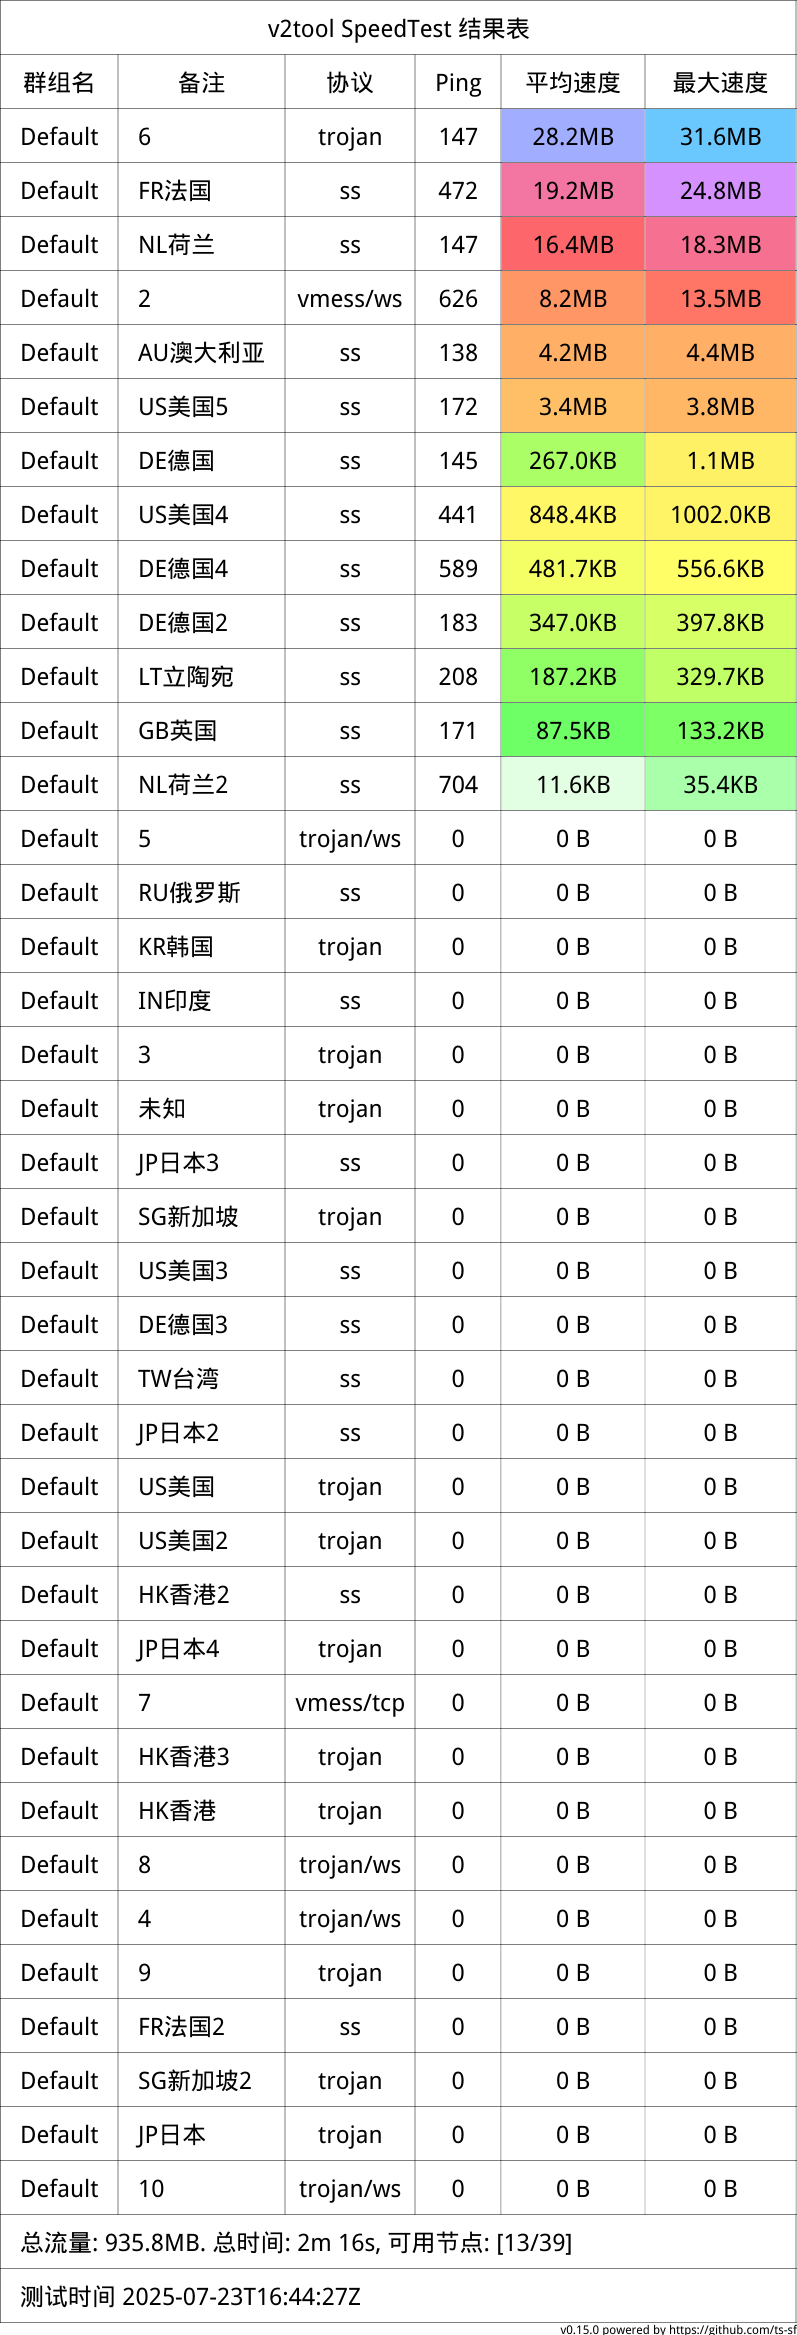 v2tool SpeedTest 结果表
群组名 备注 协议 Ping 平均速度 最大速度
Default 6 trojan 147 28.2MB 31.6MB
Default FR法国 ss 472 19.2MB 24.8MB
Default NL荷兰 ss 147 16.4MB 18.3MB
Default 2 vmess/ws 626 8.2MB 13.5MB
Default AU澳大利亚 ss 138 4.2MB 4.4MB
Default US美国5 ss 172 3.4MB 3.8MB
Default DE德国 ss 145 267.0KB 1.1MB
Default US美国4 ss 441 848.4KB 1002.0KB
Default DE德国4 ss 589 481.7KB 556.6KB
Default DE德国2 ss 183 347.0KB 397.8KB
Default LT立陶宛 ss 208 187.2KB 329.7KB
Default GB英国 ss 171 87.5KB 133.2KB
Default NL荷兰2 ss 704 11.6KB 35.4KB
Default 5 trojan/ws 0 0 B 0 B
Default RU俄罗斯 ss 0 0 B 0 B
Default KR韩国 trojan 0 0 B 0 B
Default IN印度 ss 0 0 B 0 B
Default 3 trojan 0 0 B 0 B
Default 未知 trojan 0 0 B 0 B
Default JP日本3 ss 0 0 B 0 B
Default SG新加坡 trojan 0 0 B 0 B
Default US美国3 ss 0 0 B 0 B
Default DE德国3 ss 0 0 B 0 B
Default TW台湾 ss 0 0 B 0 B
Default JP日本2 ss 0 0 B 0 B
Default US美国 trojan 0 0 B 0 B
Default US美国2 trojan 0 0 B 0 B
Default HK香港2 ss 0 0 B 0 B
Default JP日本4 trojan 0 0 B 0 B
Default 7 vmess/tcp 0 0 B 0 B
Default HK香港3 trojan 0 0 B 0 B
Default HK香港 trojan 0 0 B 0 B
Default 8 trojan/ws 0 0 B 0 B
Default 4 trojan/ws 0 0 B 0 B
Default 9 trojan 0 0 B 0 B
Default FR法国2 ss 0 0 B 0 B
Default SG新加坡2 trojan 0 0 B 0 B
Default JP日本 trojan 0 0 B 0 B
Default 10 trojan/ws 0 0 B 0 B
总流量: 935.8MB. 总时间: 2m 16s, 可用节点: [13/39]
测试时间 2025-07-23T16:44:27Z
v0.15.0 powered by https://github.com/ts-sf